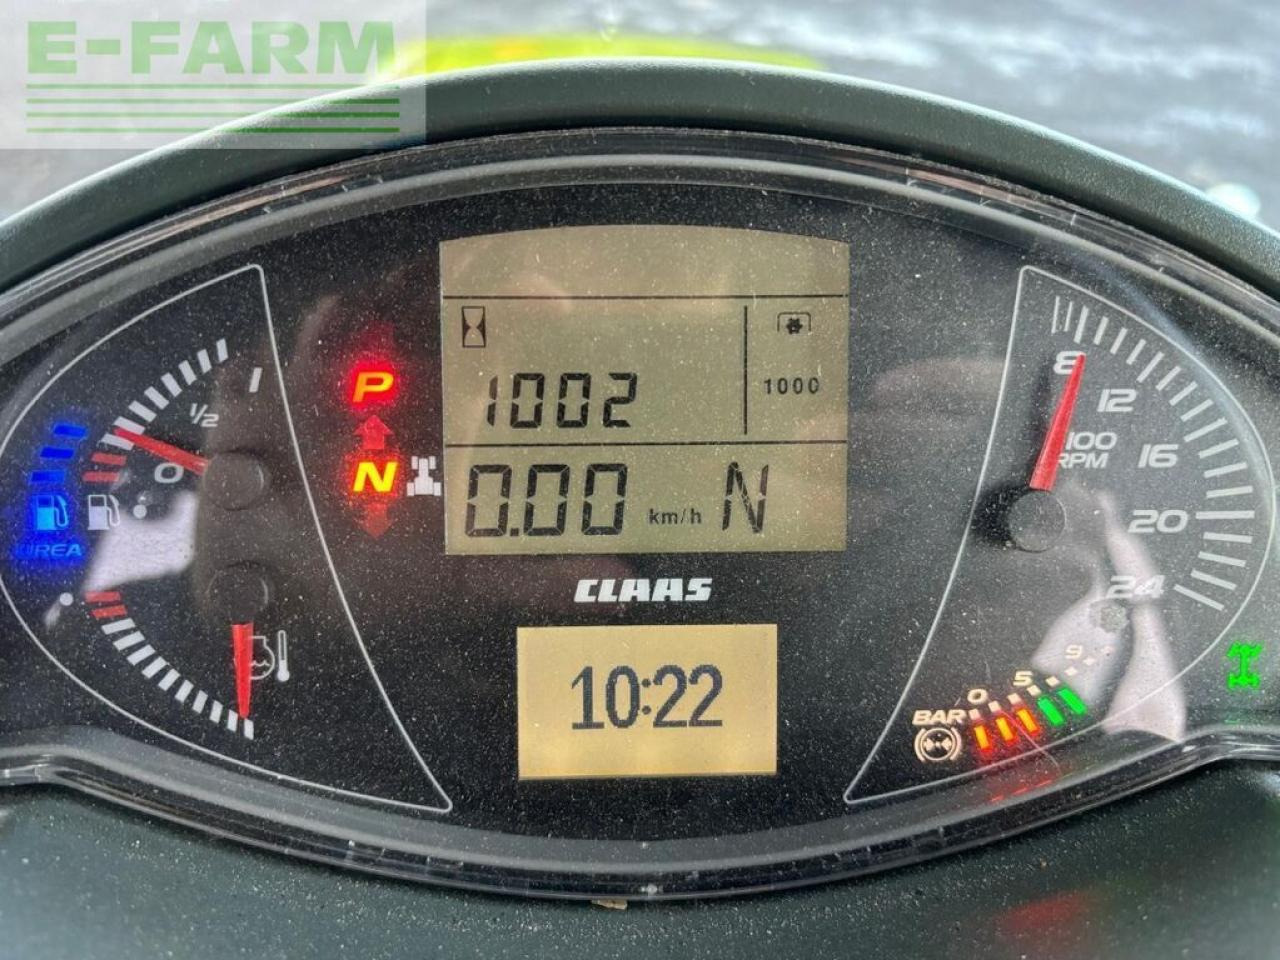 E-FARM
1
1/2
0
UREA
P
N
1002
1000
0.00 km/h N
CLAAS
10:22
8
12
16
20
24
100
RPM
BAR 0 5 9